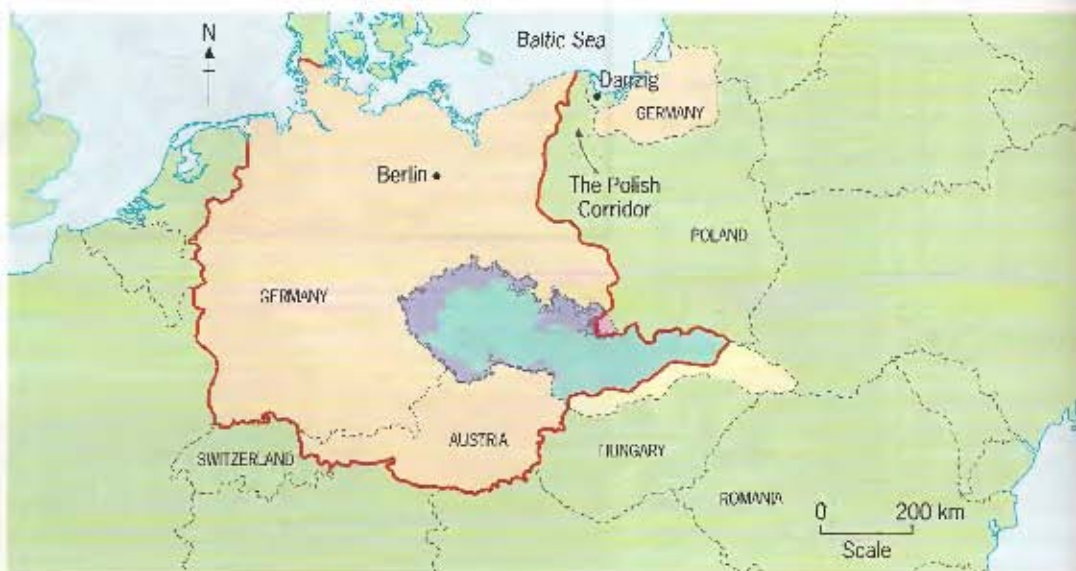 N
Baltic Sea
Danzig
GERMANY
Berlin
The Polish
Corridor
POLAND
GERMANY
AUSTRIA
SWITZERLAND
HUNGARY
ROMANIA
0 200 km
Scale